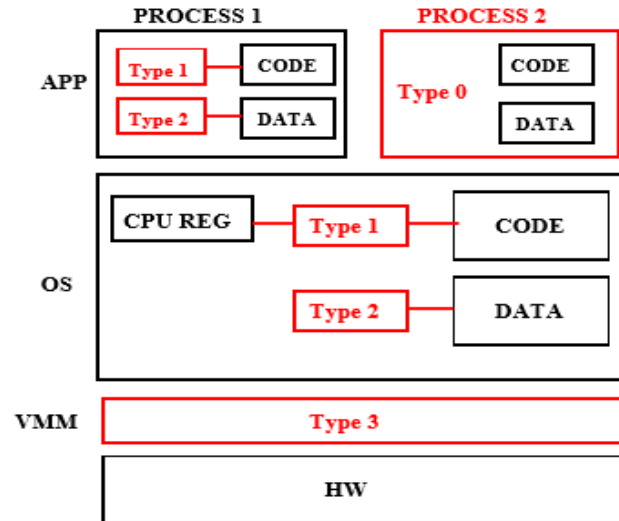 PROCESS 1
PROCESS 2
APP
Type 1
CODE
Type 2
DATA
Type 0
CODE
DATA
OS
CPU REG
Type 1
CODE
Type 2
DATA
VMM
Type 3
HW